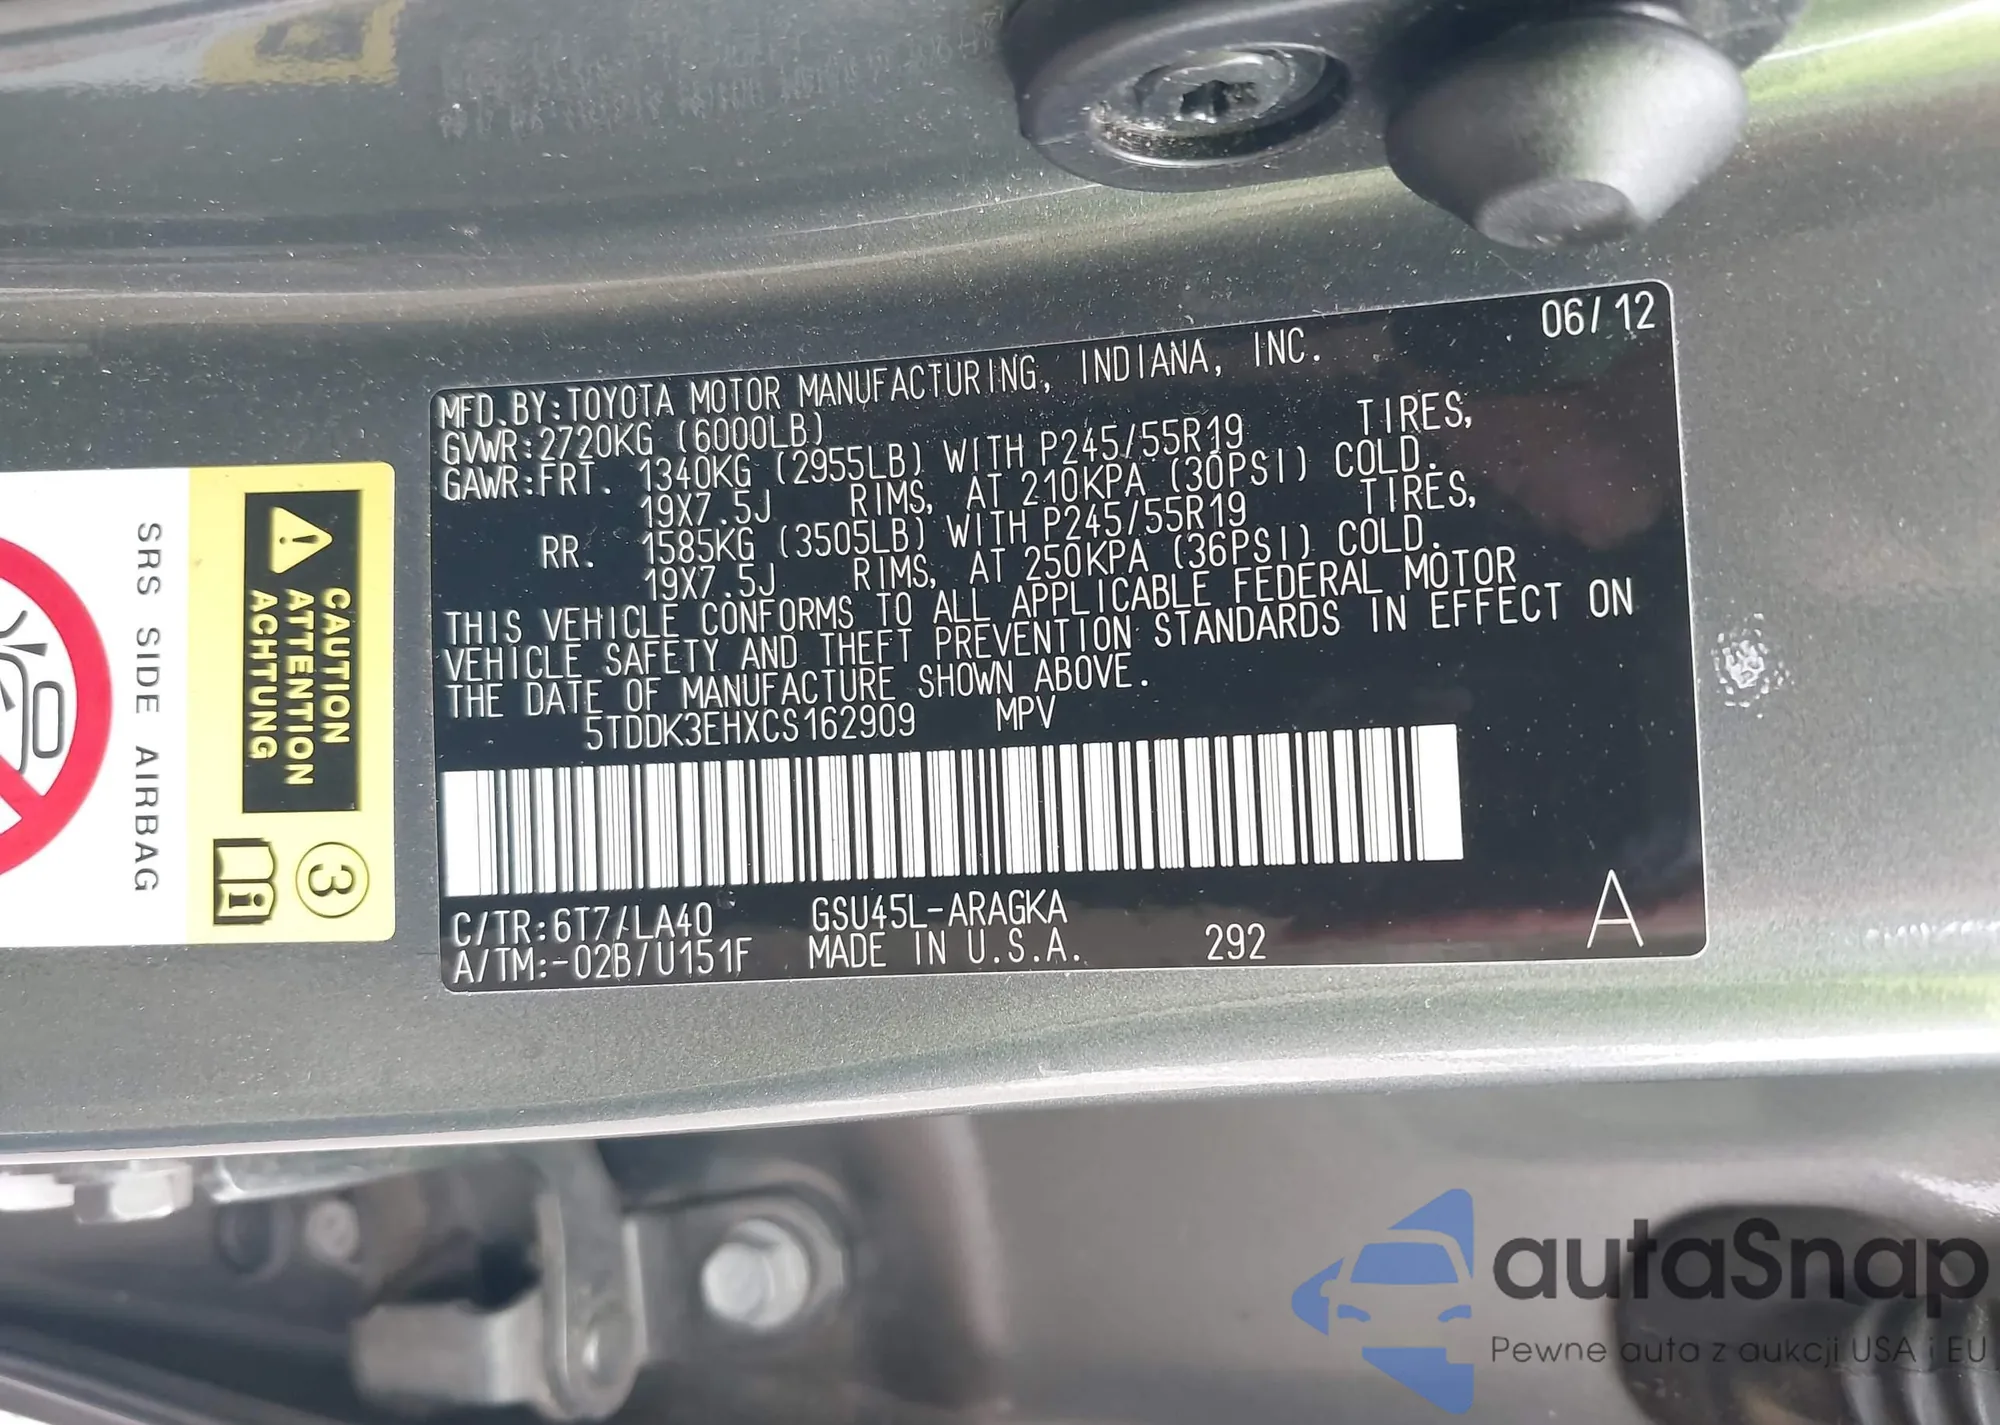 06/12
MFD.BY:TOYOTA MOTOR MANUFACTURING, INDIANA, INC.
GVWR:2720KG (6000LB)
GAWR:FRT. 1340KG (2955LB) WITH P245/55R19 TIRES,
19X7.5J RIMS, AT 210KPA (30PSI) COLD.
RR. 1585KG (3505LB) WITH P245/55R19 TIRES,
19X7.5J RIMS, AT 250KPA (36PSI) COLD.
THIS VEHICLE CONFORMS TO ALL APPLICABLE FEDERAL MOTOR
VEHICLE SAFETY AND THEFT PREVENTION STANDARDS IN EFFECT ON
THE DATE OF MANUFACTURE SHOWN ABOVE.
5TDDK3EHXCS162909 MPV
C/TR:6T7/LA40 GSU45L-ARAGKA
A/TM:-02B/U151F MADE IN U.S.A. 292 A
CAUTION
ATTENTION
ACHTUNG
SRS SIDE AIRBAG
3
autaSnap
Pewne auta z aukcji USA i EU